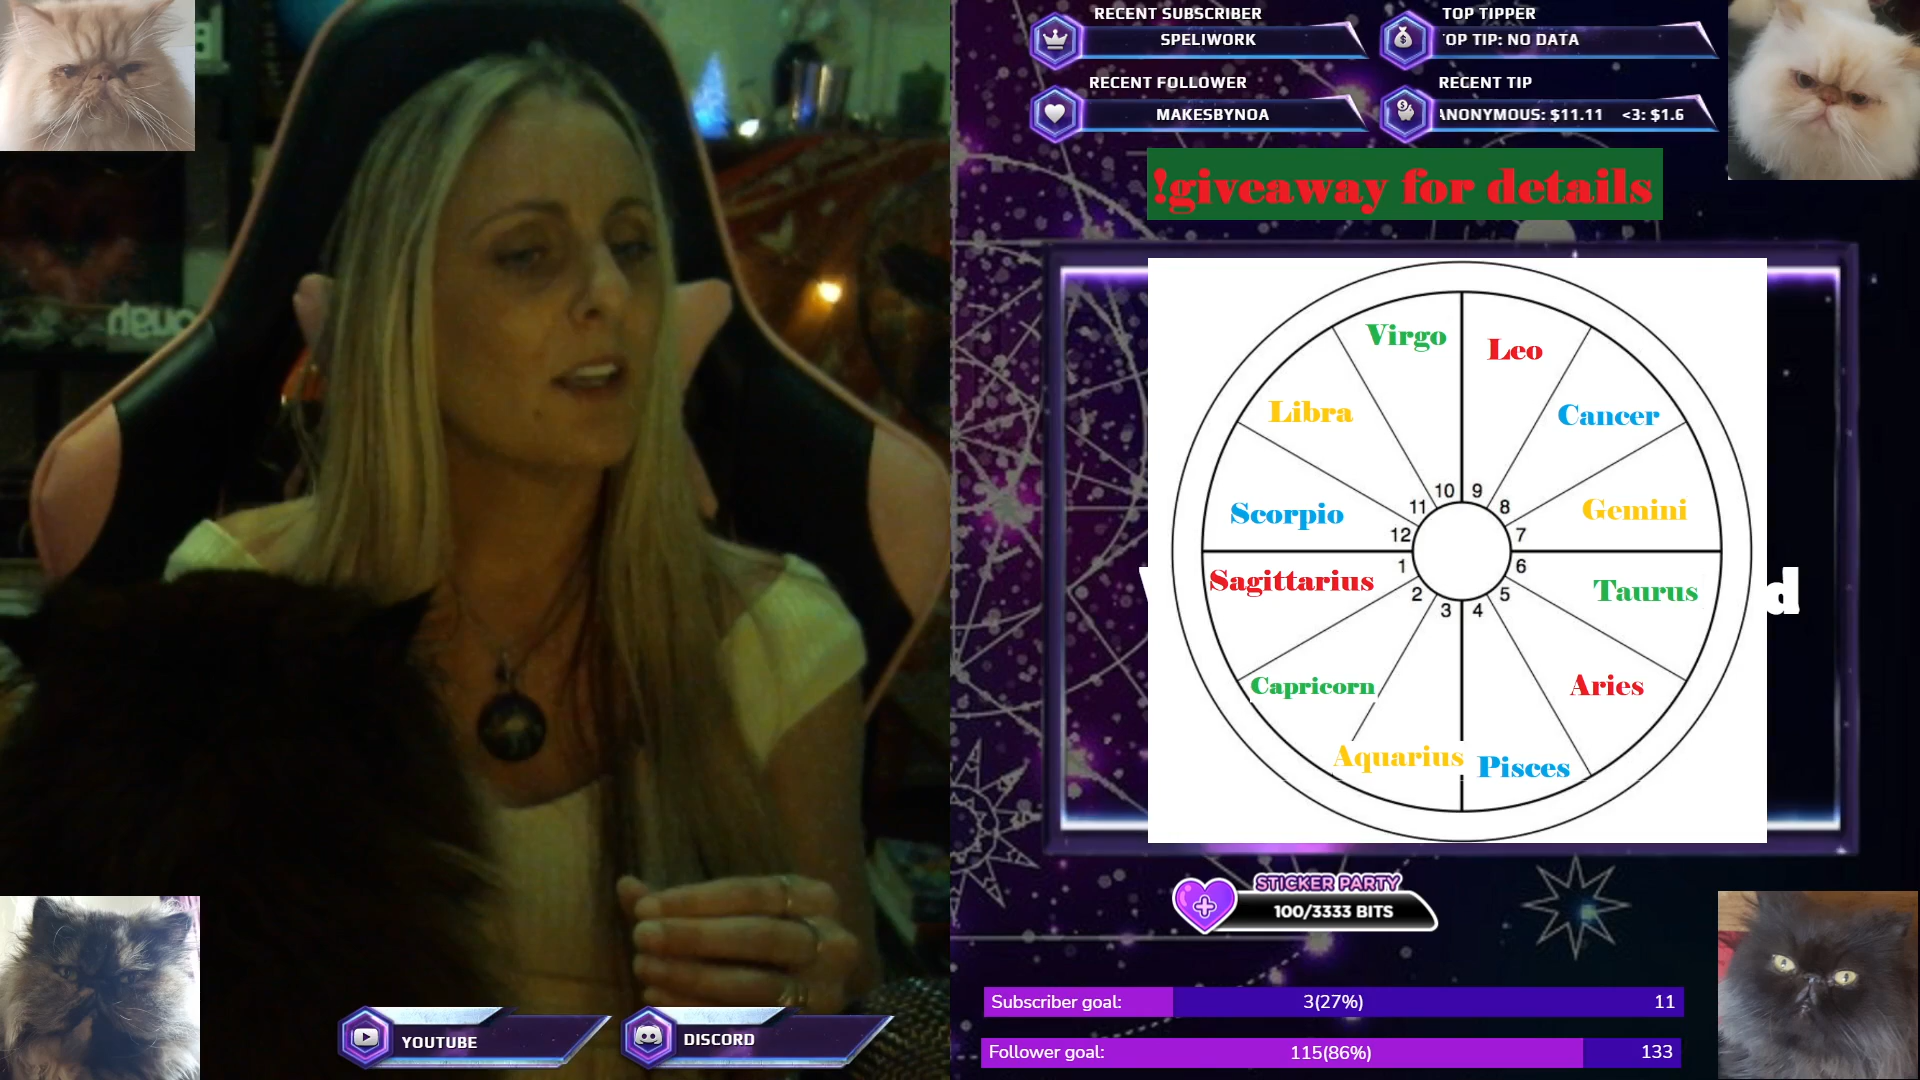 RECENT SUBSCRIBER
SPELIWORK
TOP TIPPER
OP TIP: NO DATA
RECENT FOLLOWER
MAKESBYNOA
RECENT TIP
ANONYMOUS: $11.11 <3: $1.6
!giveaway for details
Virgo
Leo
Libra
Cancer
Scorpio
Gemini
10
9
11
8
12
7
1
6
2
5
3
4
Sagittarius
Taurus
Capricorn
Aries
Aquarius
Pisces
d
STICKER PARTY
100/3333 BITS
Subscriber goal: 3(27%) 11
Follower goal: 115(86%) 133
YOUTUBE
DISCORD